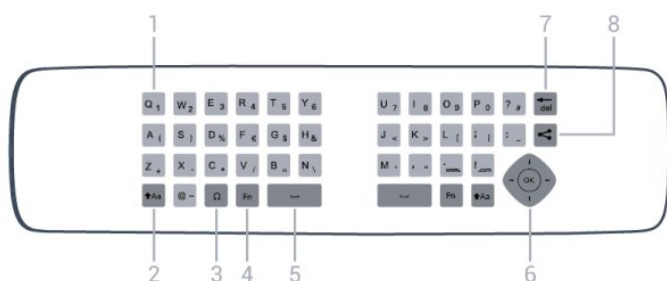 1 7 8
Q 1 W 2 E 3 R 4 T 5 Y 6 U 7 I 8 O 9 P 0 ? # del
A ( S ) D % F € G $ H & J < K > L [ ; ] : _
Z + X - C * V / B = N \ M ' , " . www. ! .com
Aa @ ~ Ω Fn Fn Aa OK
2 3 4 5 6